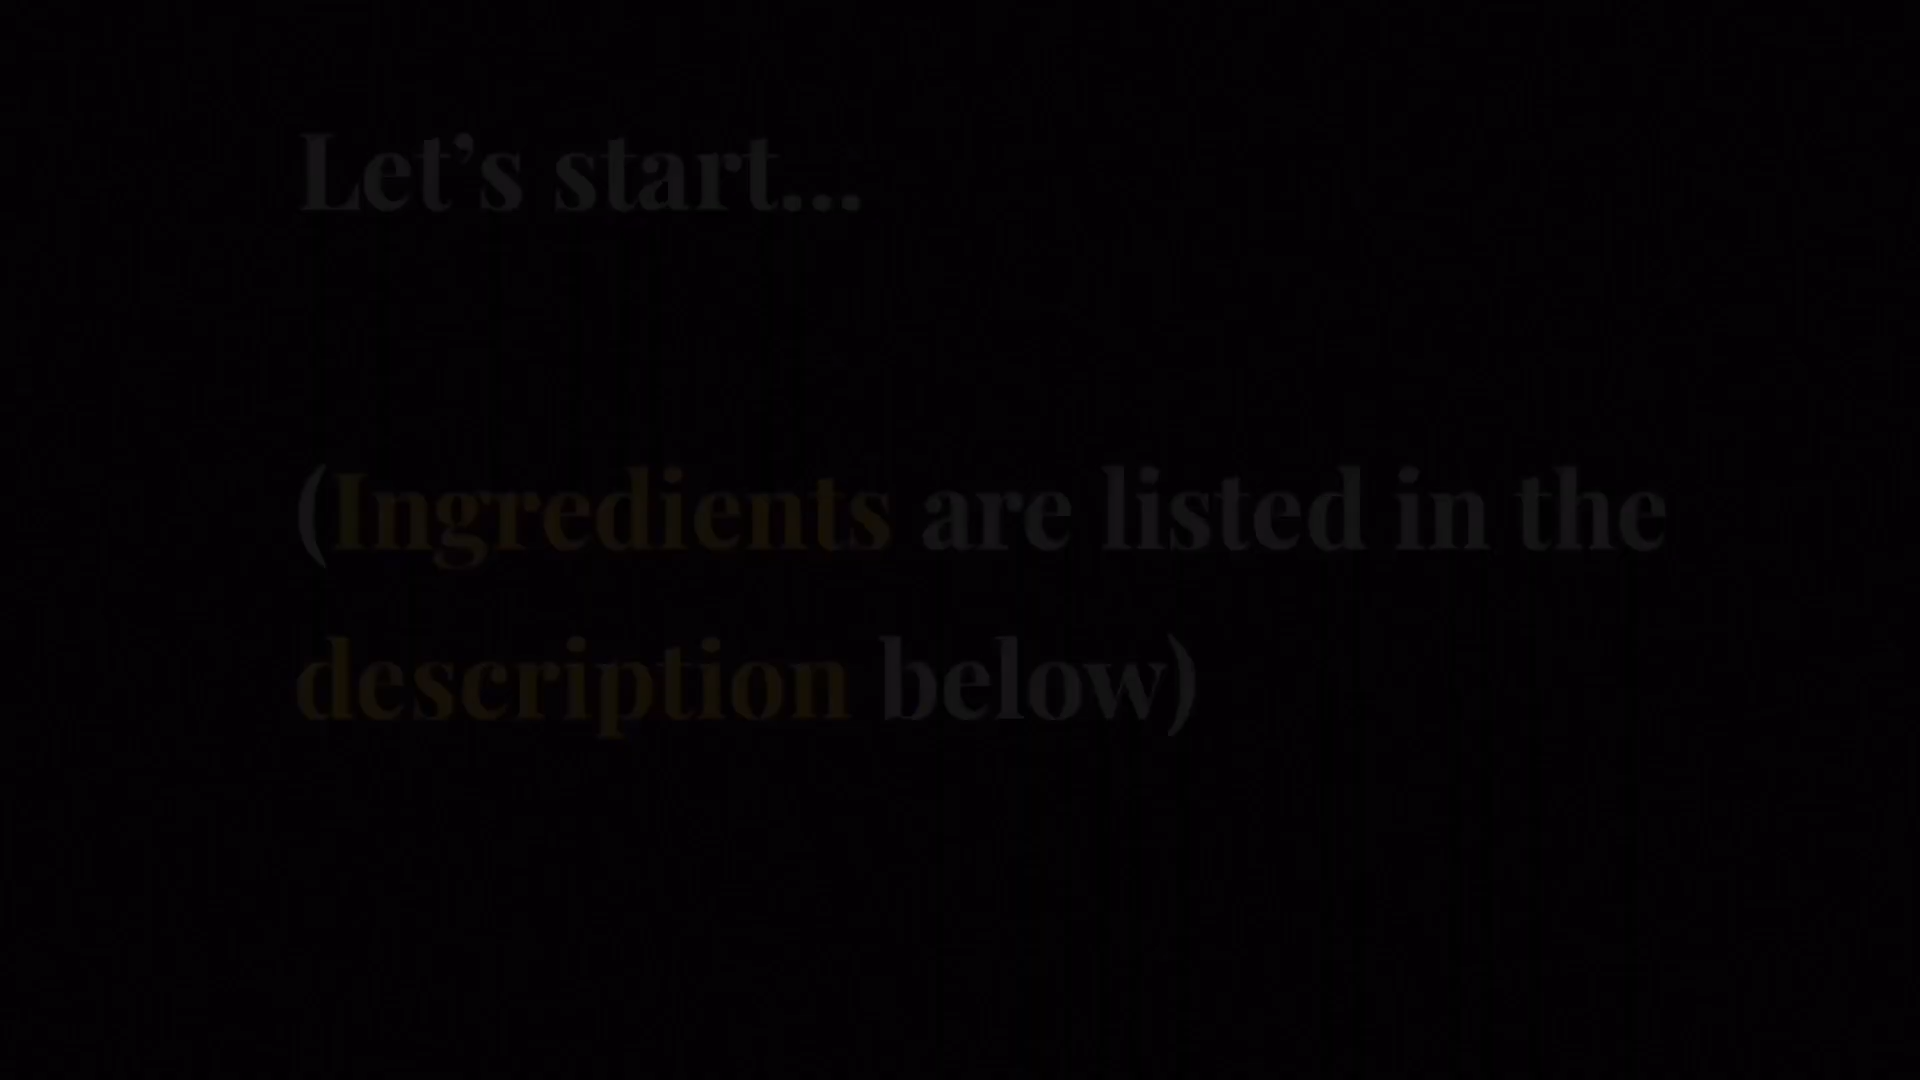 Let’s start...
(Ingredients are listed in the
description below)